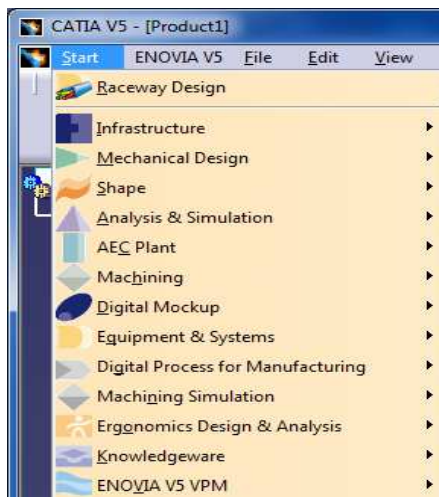 CATIA V5 - [Product1]
Start ENOVIA V5 File Edit View
Raceway Design
Infrastructure
Mechanical Design
Shape
Analysis & Simulation
AEC Plant
Machining
Digital Mockup
Equipment & Systems
Digital Process for Manufacturing
Machining Simulation
Ergonomics Design & Analysis
Knowledgeware
ENOVIA V5 VPM